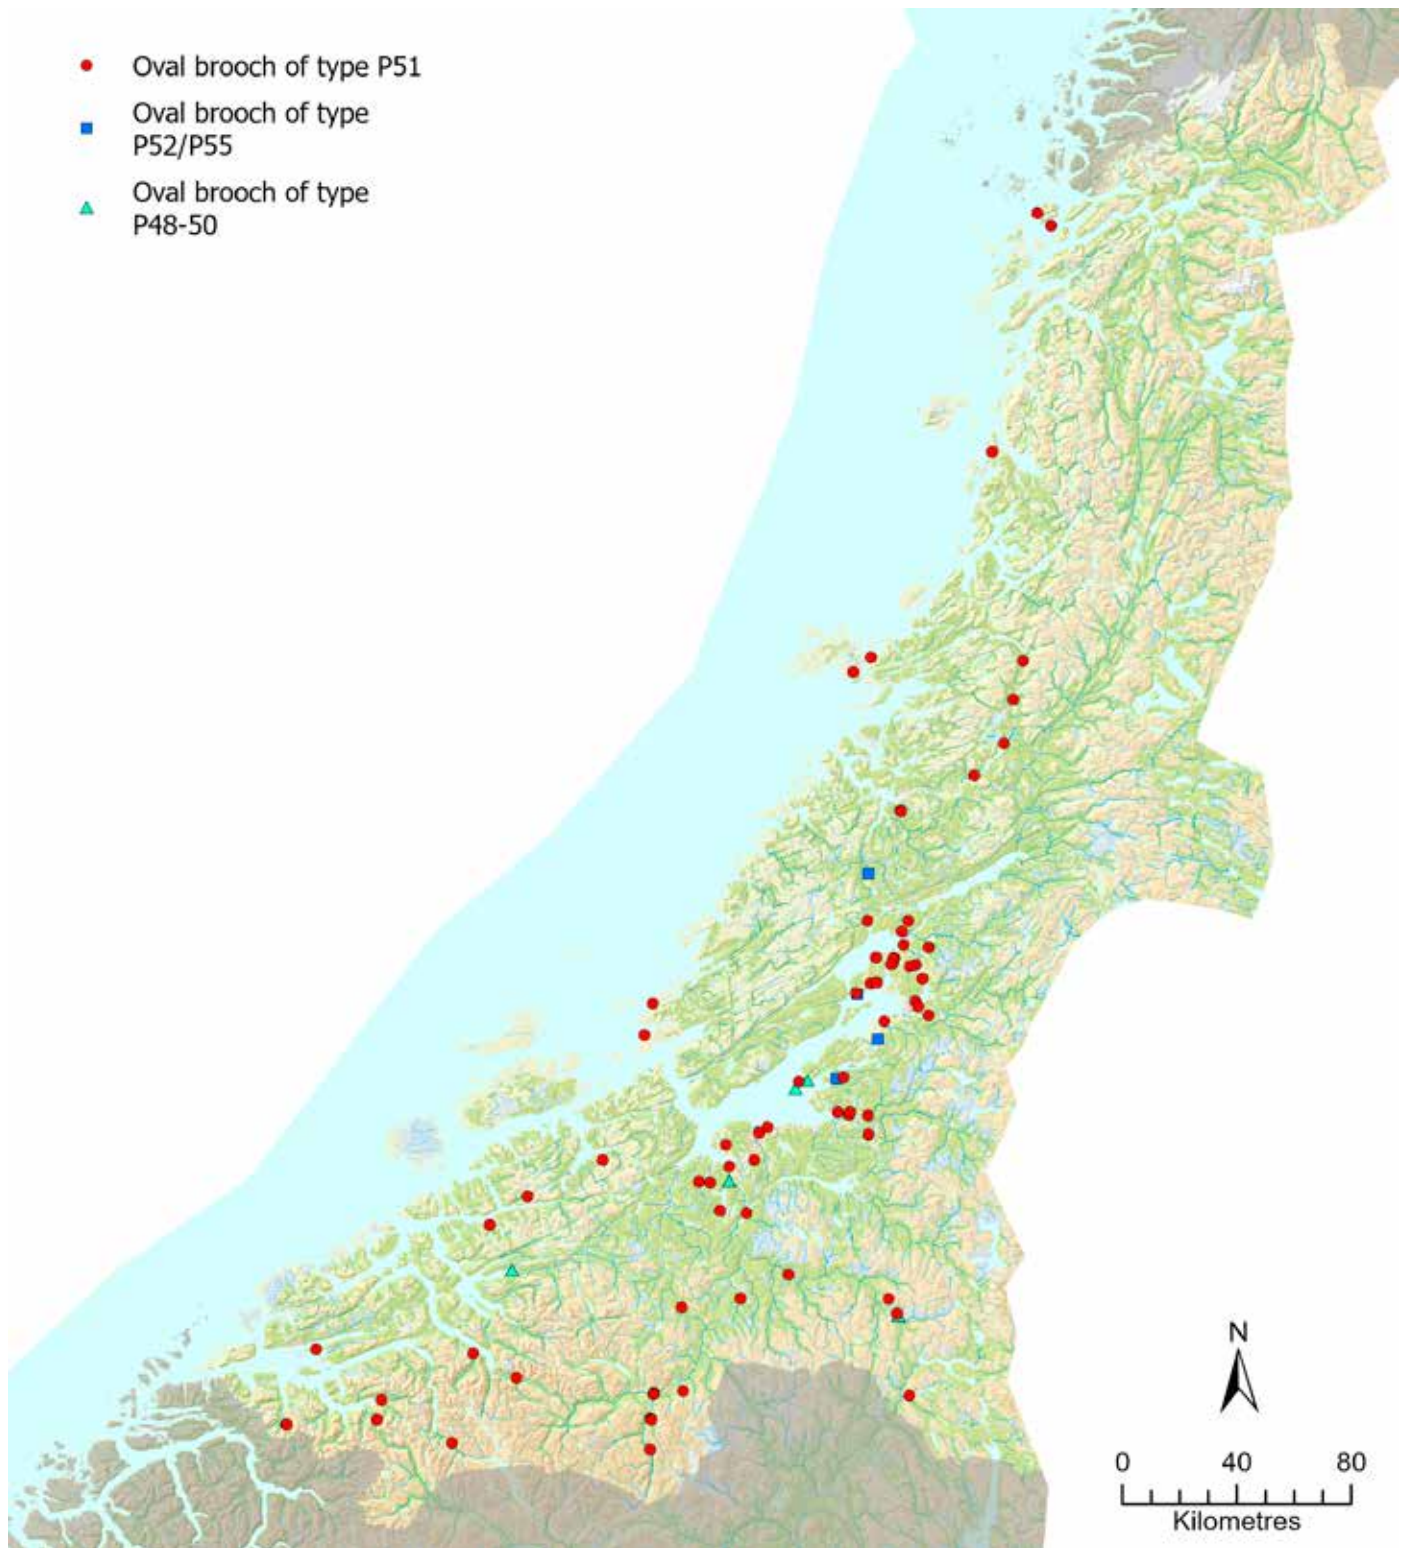 Oval brooch of type P51
Oval brooch of type
P52/P55
Oval brooch of type
P48-50
N
0 40 80
Kilometres